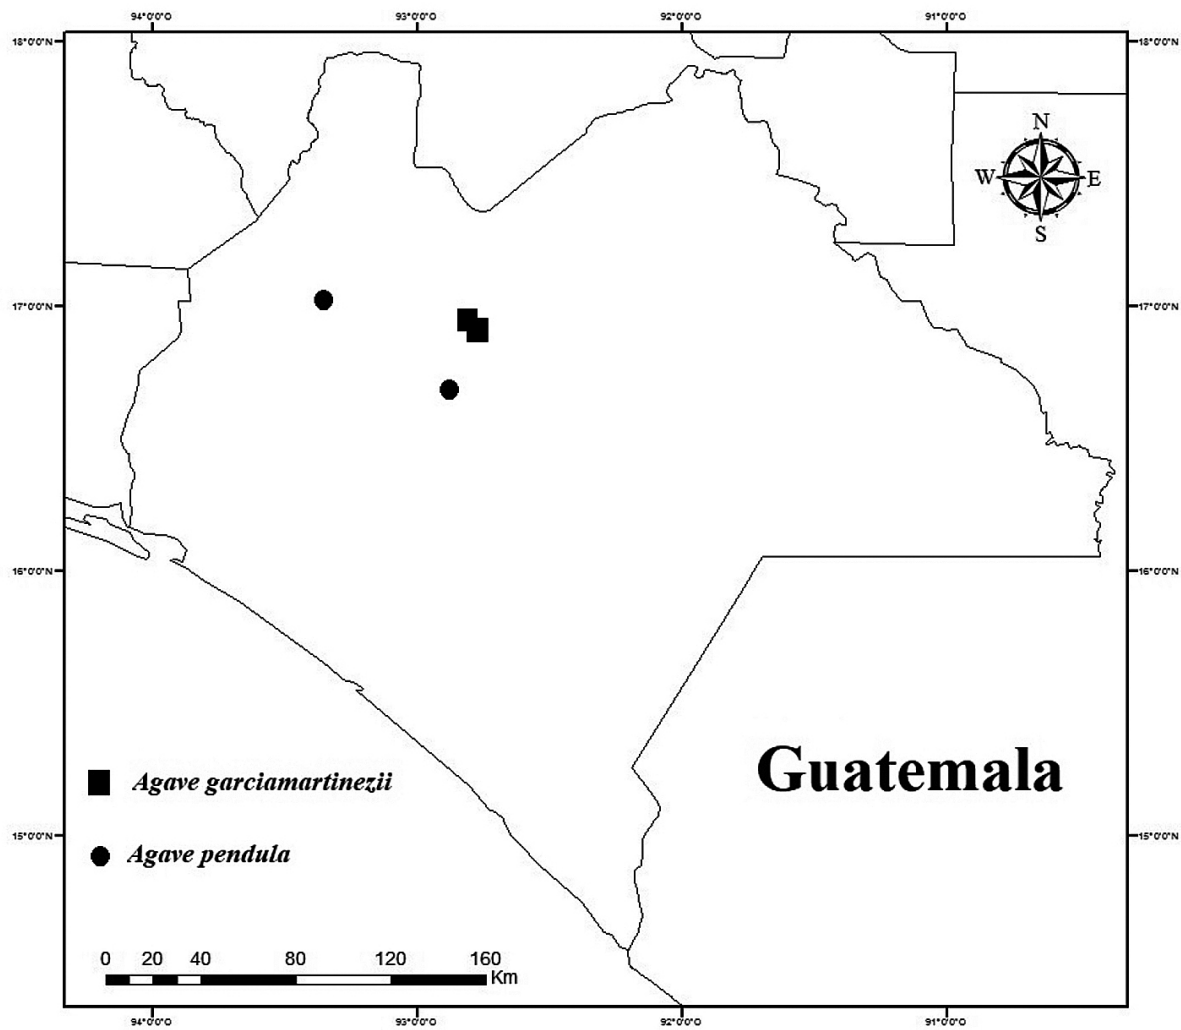 94°0'0"O 93°0'0"O 92°0'0"O 91°0'0"O
18°0'0"N 18°0'0"N
N
W E
S
17°0'0"N 17°0'0"N
16°0'0"N 16°0'0"N
Guatemala
Agave garciamartinezii
15°0'0"N 15°0'0"N
Agave pendula
0 20 40 80 120 160
Km
94°0'0"O 93°0'0"O 92°0'0"O 91°0'0"O